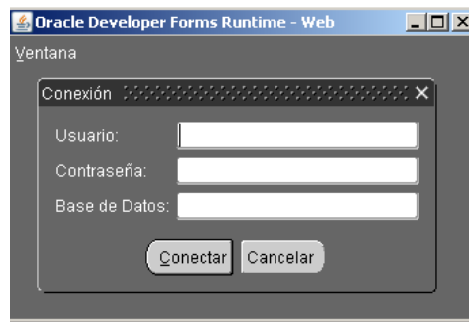 Oracle Developer Forms Runtime - Web
Ventana
Conexión
Usuario:
Contraseña:
Base de Datos:
Conectar Cancelar